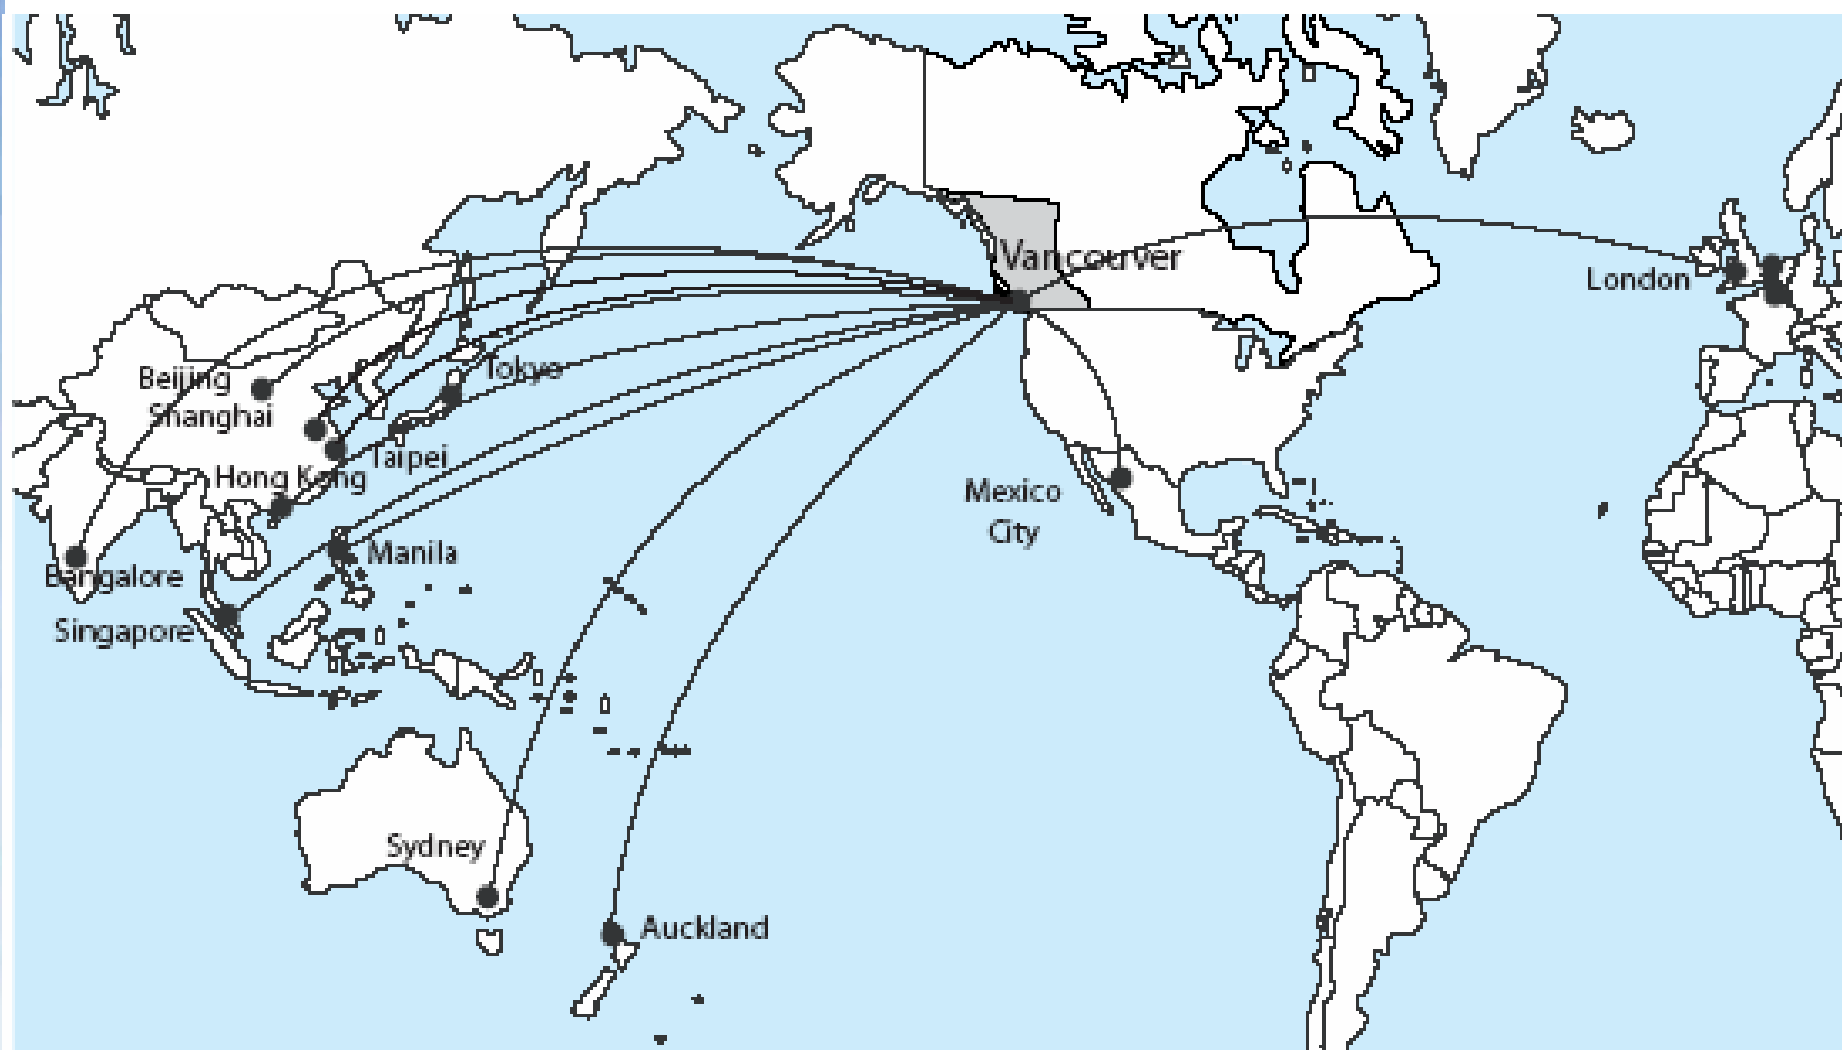 Vancouver
London
Tokyo
Beijing
Shanghai
Taipei
Hong Kong
Mexico
City
Manila
Bangalore
Singapore
Sydney
Auckland